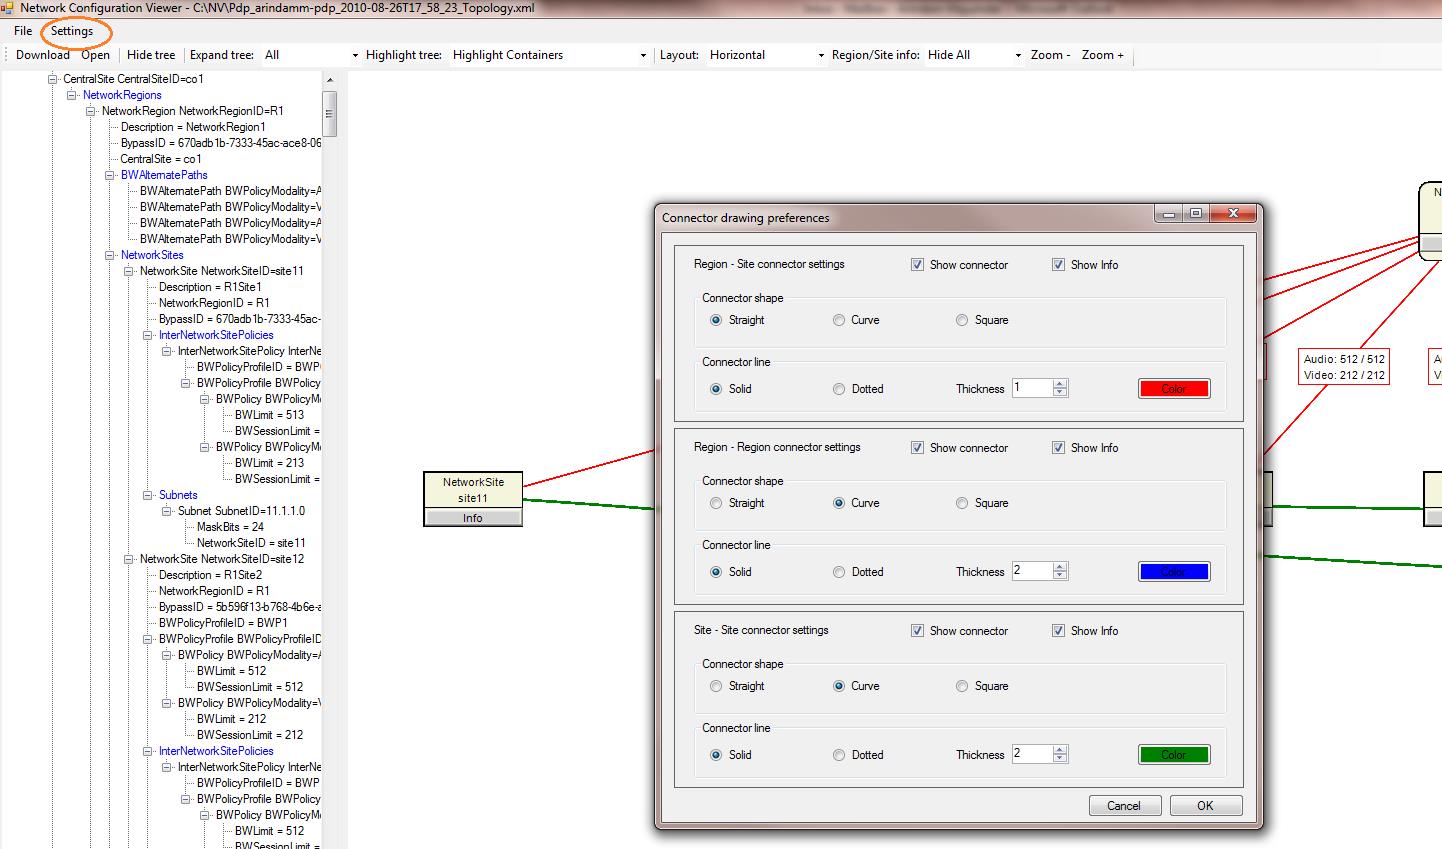 Network Configuration Viewer - C:\NV\Pdp_arindamm-pdp_2010-08-26T17_58_23_Topology.xml
File Settings
Download Open Hide tree Expand tree: All Highlight tree: Highlight Containers Layout: Horizontal Region/Site info: Hide All Zoom - Zoom +
CentralSite CentralSiteID=co1
NetworkRegions
NetworkRegion NetworkRegionID=R1
Description = NetworkRegion1
BypassID = 670adb1b-7333-45ac-ace8-06
CentralSite = co1
BWAlternatePaths
BWAlternatePath BWPolicyModality=A
BWAlternatePath BWPolicyModality=V
BWAlternatePath BWPolicyModality=A
BWAlternatePath BWPolicyModality=V
NetworkSites
NetworkSite NetworkSiteID=site11
Description = R1Site1
NetworkRegionID = R1
BypassID = 670adb1b-7333-45ac-
InterNetworkSitePolicies
InterNetworkSitePolicy InterNe
BWPolicyProfileID = BWP
BWPolicyProfile BWPolicy
BWPolicy BWPolicyM
BWLimit = 513
BWSessionLimit =
BWPolicy BWPolicyM
BWLimit = 213
BWSessionLimit =
Subnets
Subnet SubnetID=11.1.1.0
MaskBits = 24
NetworkSiteID = site11
NetworkSite NetworkSiteID=site12
Description = R1Site2
NetworkRegionID = R1
BypassID = 5b596f13-b768-4b6e-a
BWPolicyProfileID = BWP1
BWPolicyProfile BWPolicyProfileID
BWPolicy BWPolicyModality=A
BWLimit = 512
BWSessionLimit = 512
BWPolicy BWPolicyModality=V
BWLimit = 212
BWSessionLimit = 212
InterNetworkSitePolicies
InterNetworkSitePolicy InterNe
BWPolicyProfileID = BWP
BWPolicyProfile BWPolicy
BWPolicy BWPolicyM
BWLimit = 512
BWSessionLimit =
NetworkSite
site11
Info
Connector drawing preferences
Region - Site connector settings Show connector Show Info
Connector shape
Straight Curve Square
Connector line
Solid Dotted Thickness 1 Color
Region - Region connector settings Show connector Show Info
Connector shape
Straight Curve Square
Connector line
Solid Dotted Thickness 2 Color
Site - Site connector settings Show connector Show Info
Connector shape
Straight Curve Square
Connector line
Solid Dotted Thickness 2 Color
Cancel OK
Audio: 512 / 512
Video: 212 / 212
N
A
V